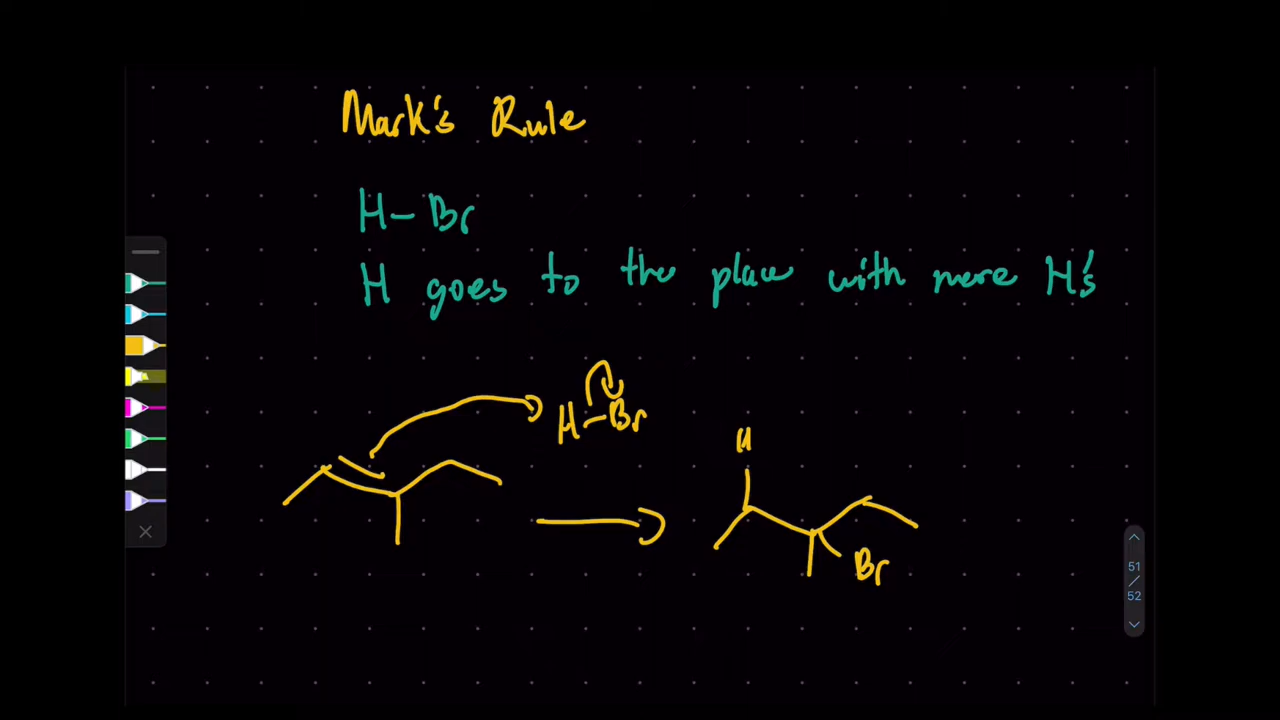 Mark's Rule
H-Br
H goes to the place with more H's
H-Br
H
Br
51
/
52